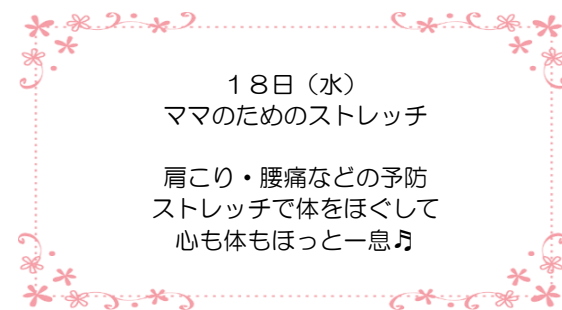 １８日（水）
ママのためのストレッチ
肩こり・腰痛などの予防
ストレッチで体をほぐして
心も体もほっと一息♫